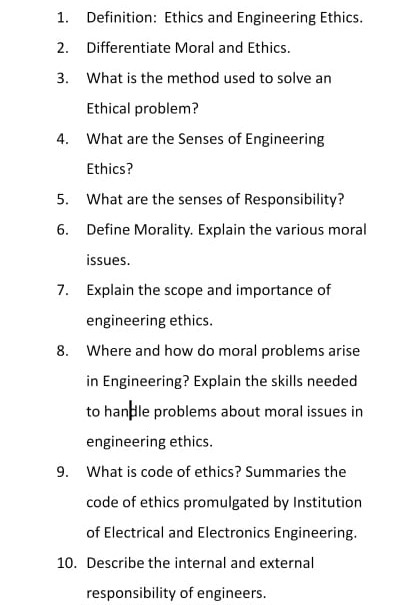 1. Definition: Ethics and Engineering Ethics.
2. Differentiate Moral and Ethics.
3. What is the method used to solve an
Ethical problem?
4. What are the Senses of Engineering
Ethics?
5. What are the senses of Responsibility?
6. Define Morality. Explain the various moral
issues.
7. Explain the scope and importance of
engineering ethics.
8. Where and how do moral problems arise
in Engineering? Explain the skills needed
to handle problems about moral issues in
engineering ethics.
9. What is code of ethics? Summaries the
code of ethics promulgated by Institution
of Electrical and Electronics Engineering.
10. Describe the internal and external
responsibility of engineers.